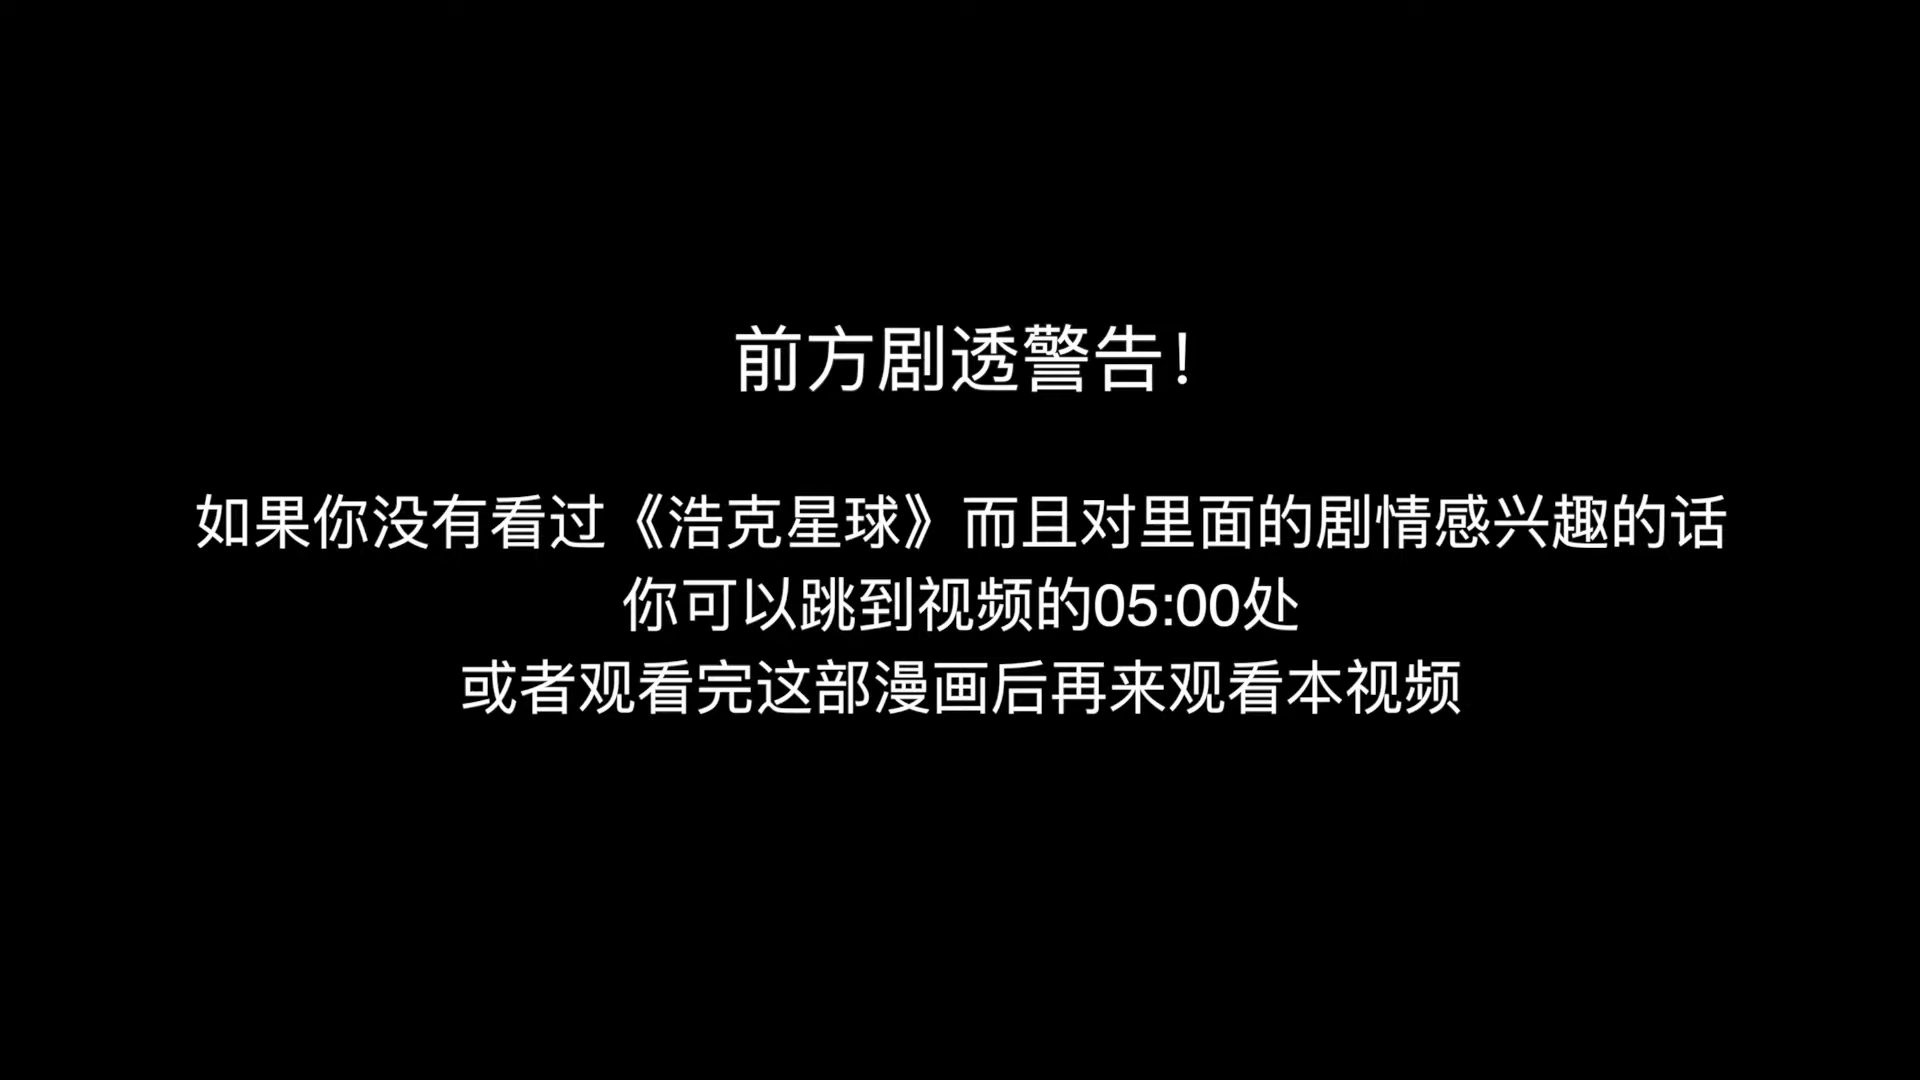 前方剧透警告！
如果你没有看过《浩克星球》而且对里面的剧情感兴趣的话
你可以跳到视频的05:00处
或者观看完这部漫画后再来观看本视频